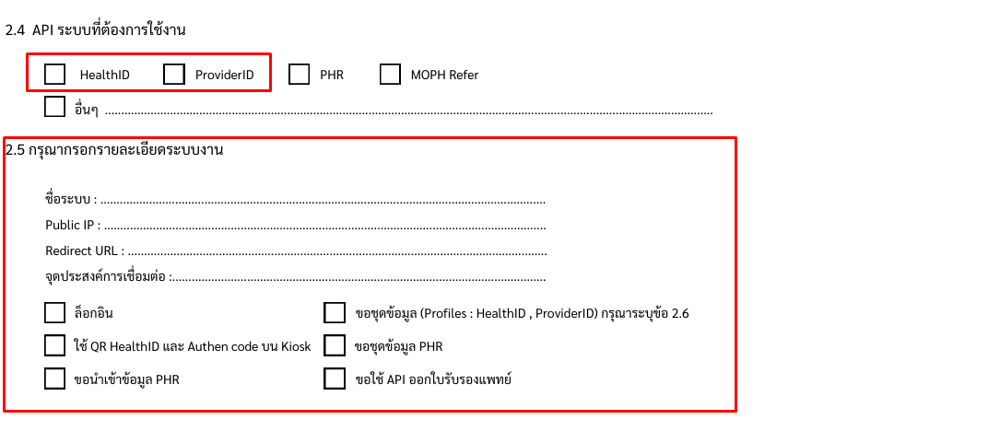 2.4 API ระบบที่ต้องการใช้งาน
HealthID ProviderID PHR MOPH Refer
อื่นๆ ....................................................................................................
2.5 กรุณากรอกรายละเอียดระบบงาน
ชื่อระบบ : ....................................................................................................
Public IP : ....................................................................................................
Redirect URL : ....................................................................................................
จุดประสงค์การเชื่อมต่อ :....................................................................................................
ล็อกอิน ขอชุดข้อมูล (Profiles : HealthID , ProviderID) กรุณาระบุข้อ 2.6
ใช้ QR HealthID และ Authen code บน Kiosk ขอชุดข้อมูล PHR
ขอนำเข้าข้อมูล PHR ขอใช้ API ออกใบรับรองแพทย์